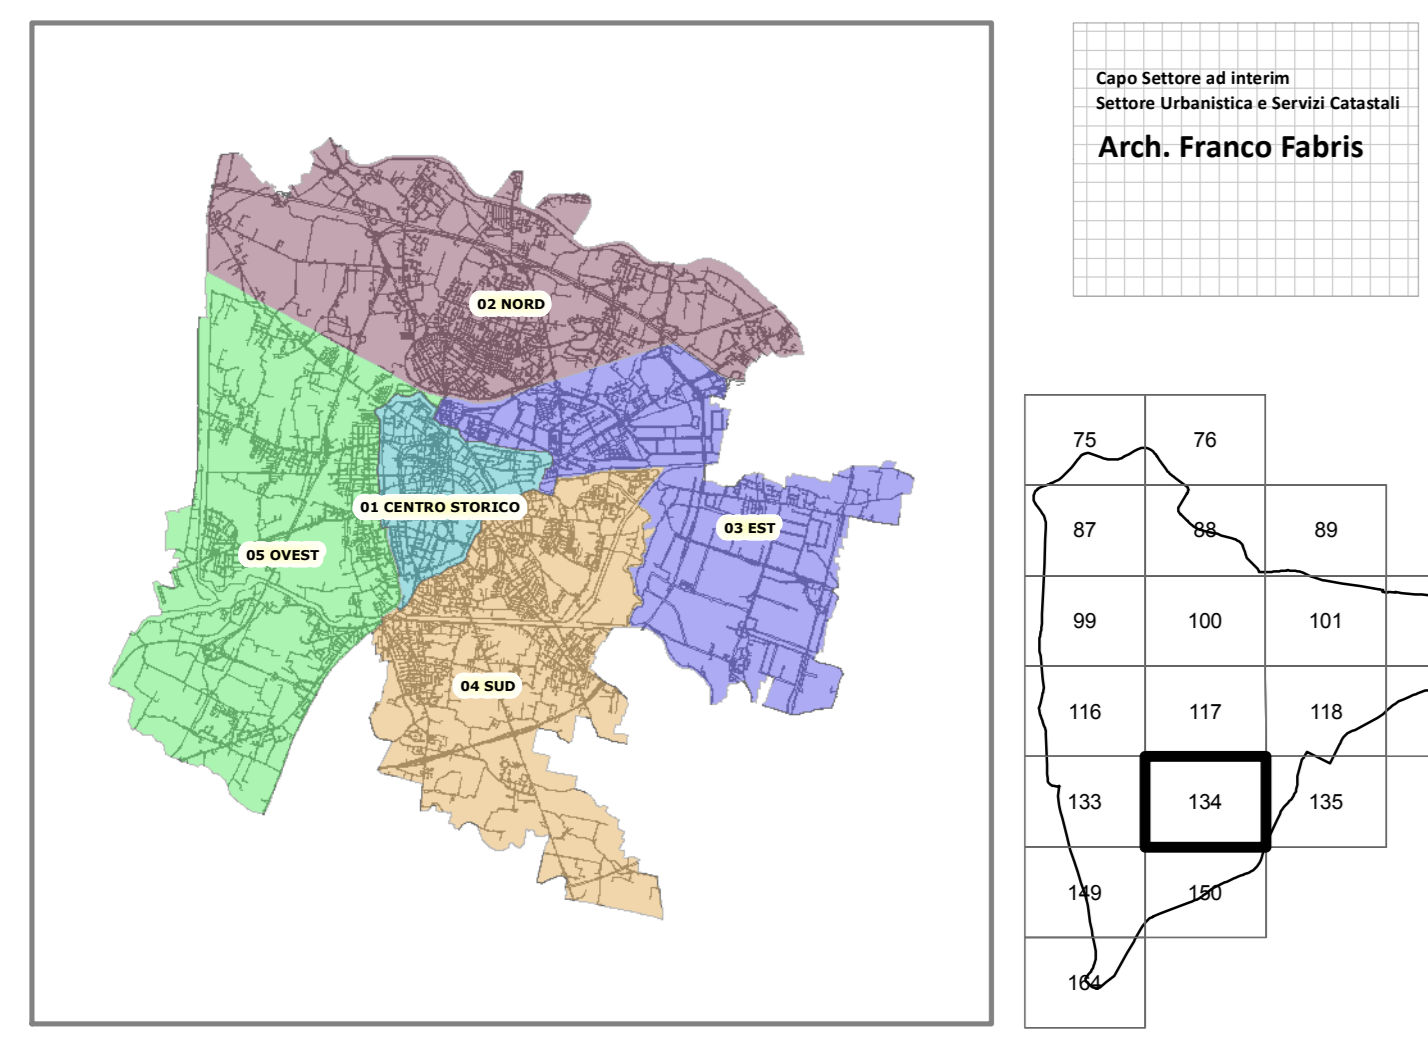 Capo Settore ad interim
Settore Urbanistica e Servizi Catastali
Arch. Franco Fabris
02 NORD
01 CENTRO STORICO
03 EST
05 OVEST
04 SUD
75 76
87 88 89
99 100 101
116 117 118
133 134 135
149 150
164